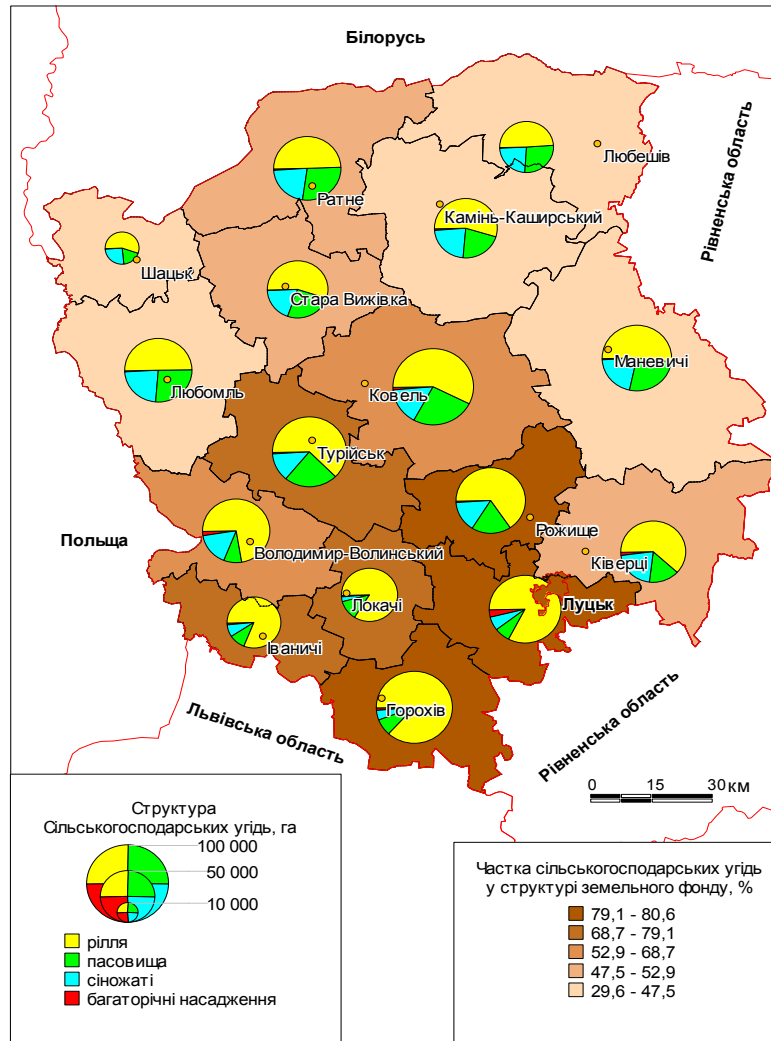 Білорусь
Любешів
Рівненська область
Ратне
Камінь-Каширський
Шацьк
Стара Вижівка
Маневичі
Любомль
Ковель
Турійськ
Рожище
Польща
Володимир-Волинський
Ківерці
Локачі
Луцьк
Іваничі
Горохів
Львівська область
Рівненська область
0 15 30 км
Структура
Сільськогосподарських угідь, га
100 000
50 000
10 000
рілля
пасовища
сіножаті
багаторічні насадження
Частка сільськогосподарських угідь
у структурі земельного фонду, %
79,1 - 80,6
68,7 - 79,1
52,9 - 68,7
47,5 - 52,9
29,6 - 47,5